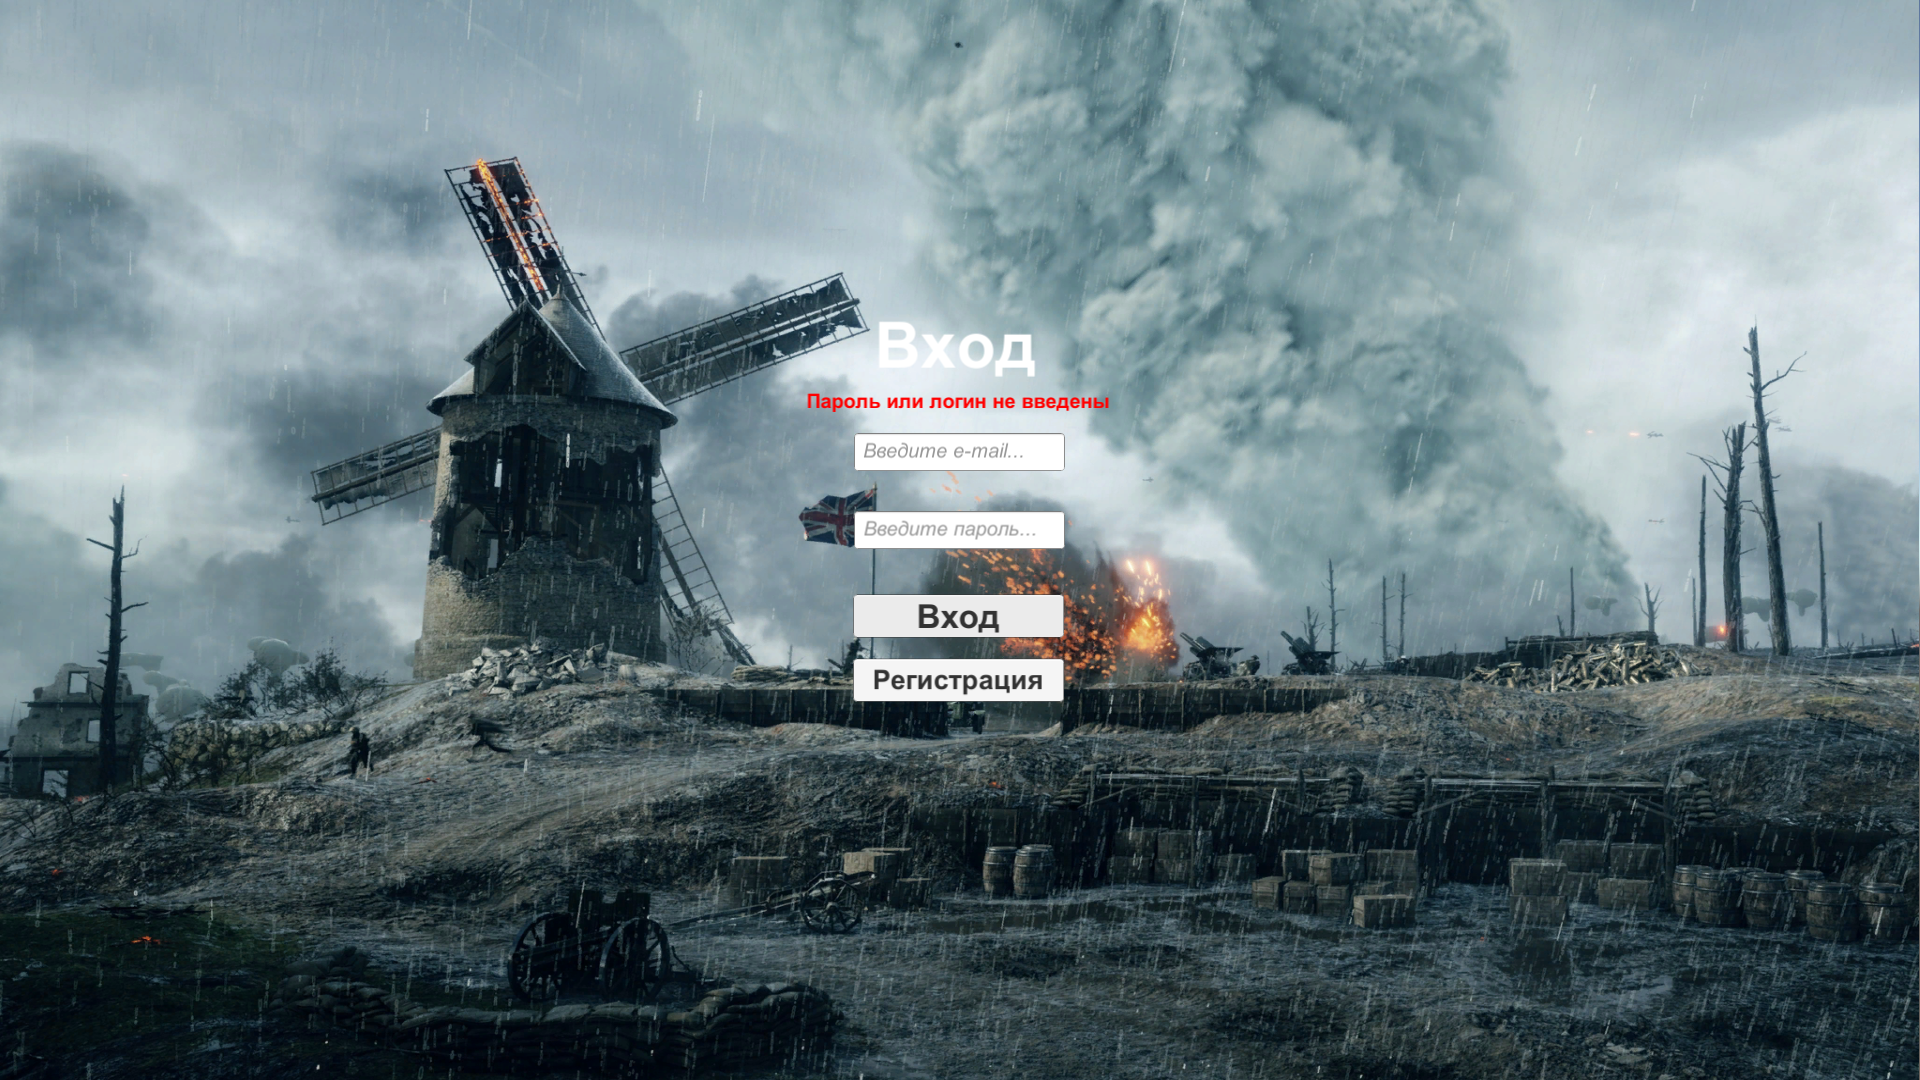 Вход
Пароль или логин не введены
Введите e-mail...
Введите пароль...
Вход
Регистрация